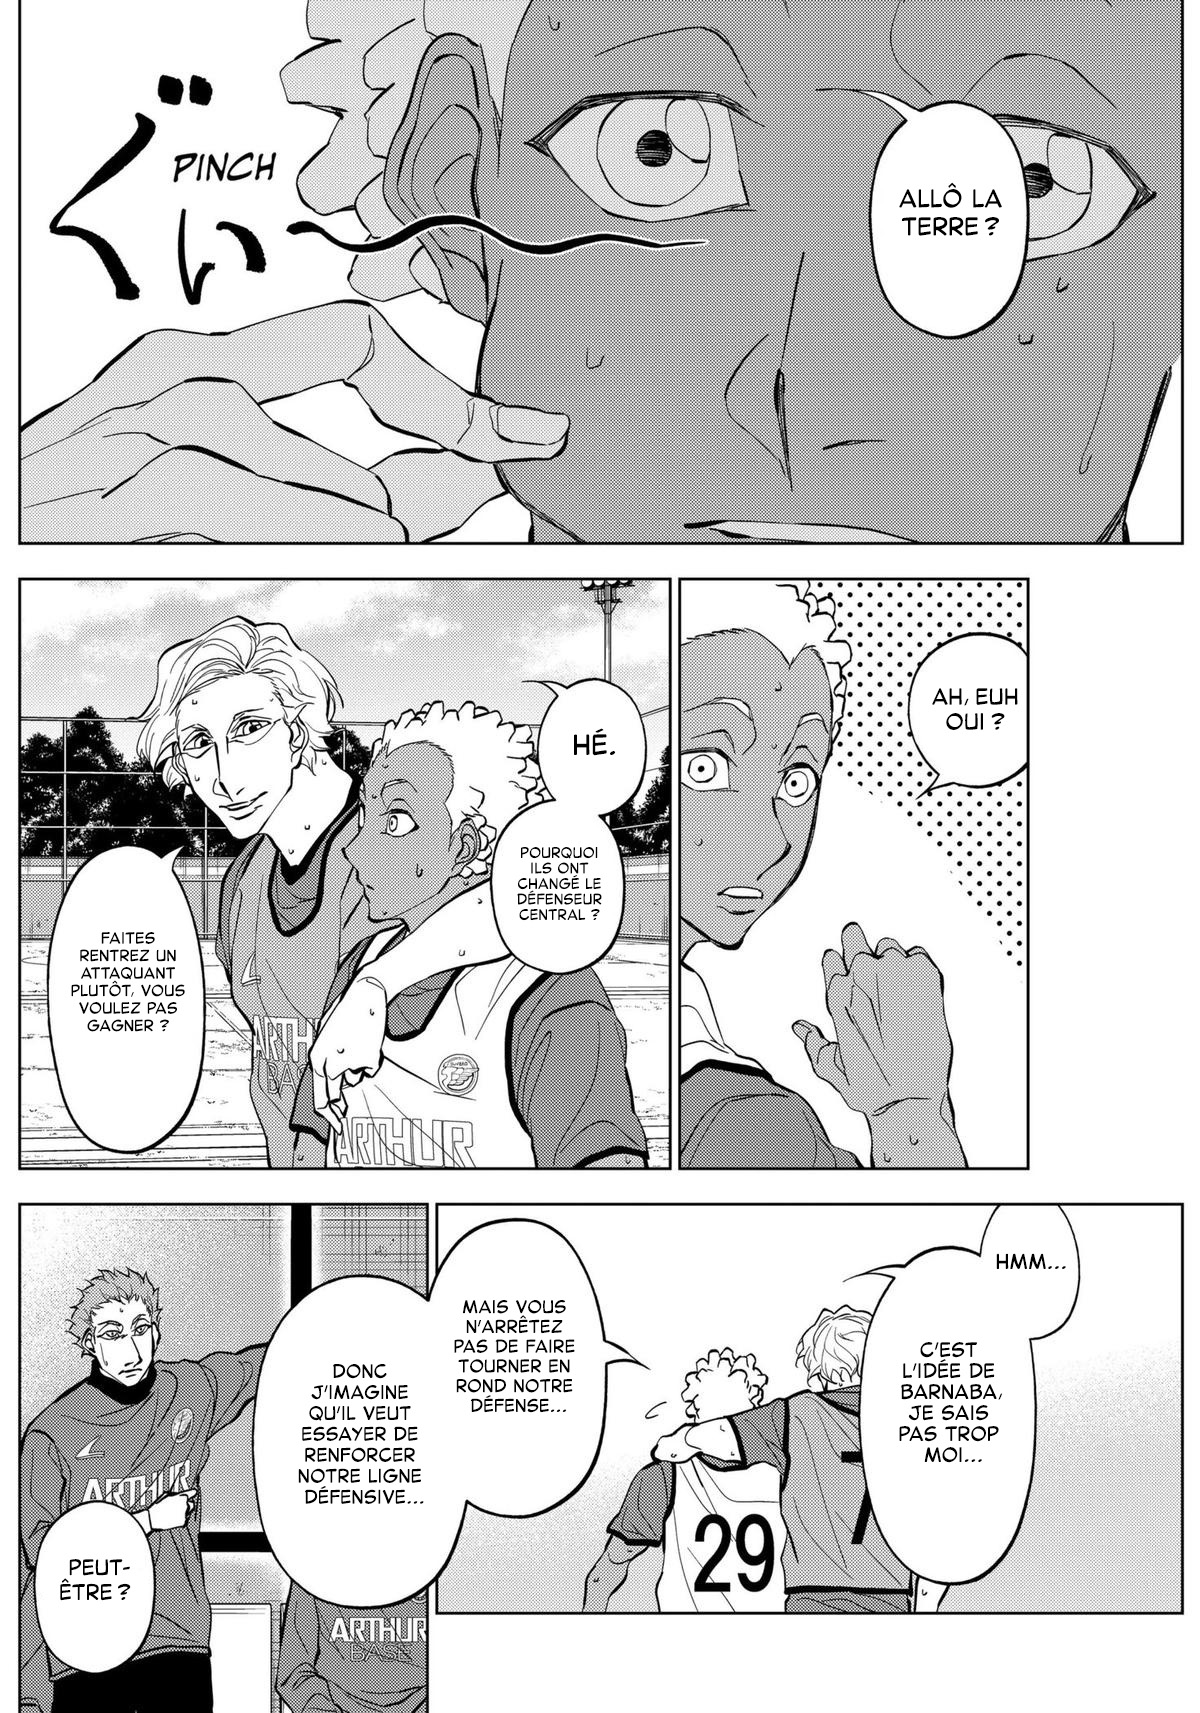 ぐい
PINCH
ALLÔ LA
TERRE ?
AH, EUH
OUI ?
HÉ.
POURQUOI
ILS ONT
CHANGÉ LE
DÉFENSEUR
CENTRAL ?
FAITES
RENTREZ UN
ATTAQUANT
PLUTÔT, VOUS
VOULEZ PAS
GAGNER ?
ARTHUR
BASE
ARTHUR
HMM...
C'EST
L'IDÉE DE
BARNABA,
JE SAIS
PAS TROP
MOI...
29
7
MAIS VOUS
N'ARRÊTEZ
PAS DE FAIRE
TOURNER EN
ROND NOTRE
DÉFENSE...
DONC
J'IMAGINE
QU'IL VEUT
ESSAYER DE
RENFORCER
NOTRE LIGNE
DÉFENSIVE...
ARTHUR
PEUT-
ÊTRE ?
ARTHUR
BASE